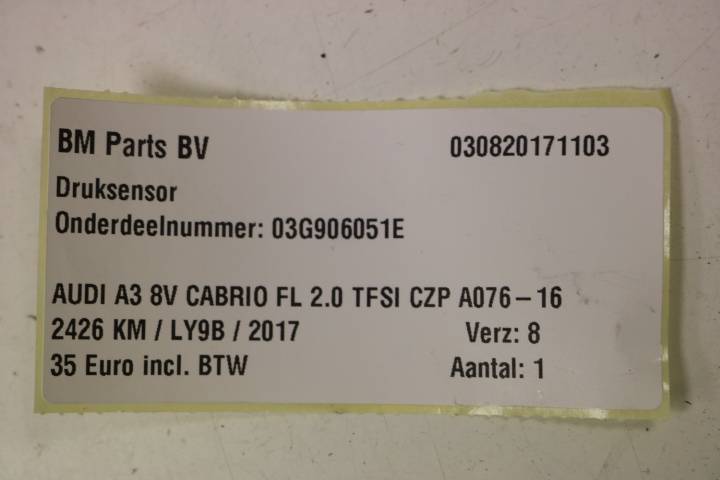 BM Parts BV 030820171103
Druksensor
Onderdeelnummer: 03G906051E
AUDI A3 8V CABRIO FL 2.0 TFSI CZP A076-16
2426 KM / LY9B / 2017 Verz: 8
35 Euro incl. BTW Aantal: 1